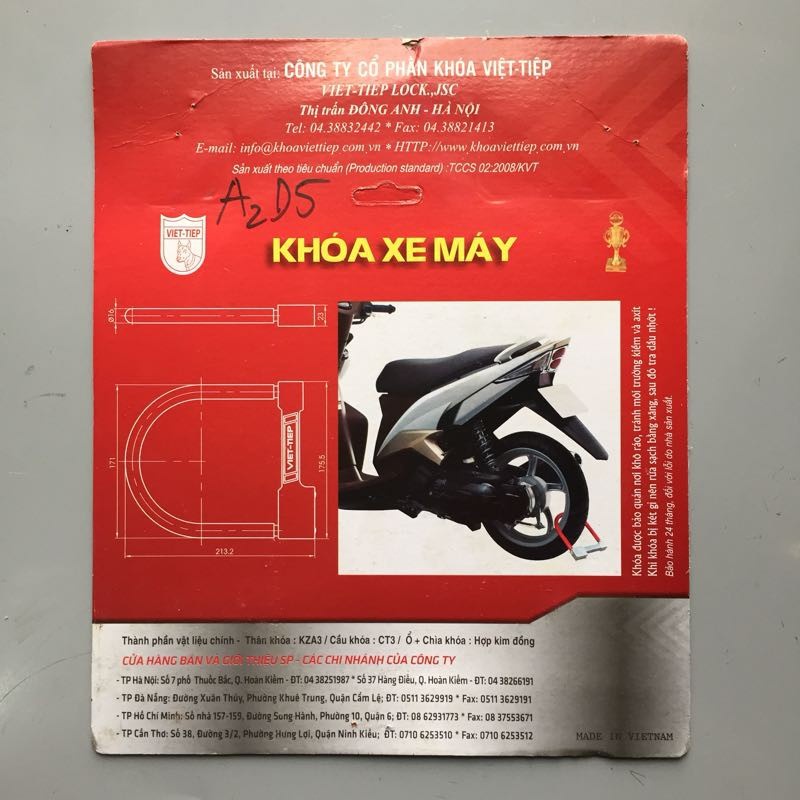 Sản xuất tại: CÔNG TY CỔ PHẦN KHÓA VIỆT-TIỆP
VIET-TIEP LOCK.,JSC
Thị trấn ĐÔNG ANH - HÀ NỘI
Tel: 04.38832442 * Fax: 04.38821413
E-mail: info@khoaviettiep.com.vn * HTTP://www.khoaviettiep.com.vn
Sản xuất theo tiêu chuẩn (Production standard) :TCCS 02:2008/KVT
A2D5
VIET-TIEP
KHÓA XE MÁY
Ø16
23
171
VIET-TIEP
175.5
213.2
Khóa được bảo quản nơi khô ráo, tránh môi trường kiềm và axit
Khi khóa bị két gỉ nên rửa sạch bằng xăng, sau đó tra dầu nhớt !
Bảo hành 24 tháng, đối với lỗi do nhà sản xuất.
Thành phần vật liệu chính - Thân khóa : KZA3 / Cầu khóa : CT3 / Ổ + Chìa khóa : Hợp kim đồng
CỬA HÀNG BÁN VÀ GIỚI THIỆU SP - CÁC CHI NHÁNH CỦA CÔNG TY
- TP Hà Nội: Số 7 phố Thuốc Bắc, Q. Hoàn Kiếm - ĐT: 04 38251987 * Số 37 Hàng Điếu, Q. Hoàn Kiếm - ĐT: 04 38266191
- TP Đà Nẵng: Đường Xuân Thủy, Phường Khuê Trung, Quận Cẩm Lệ; ĐT: 0511 3629919 * Fax: 0511 3629191
- TP Hồ Chí Minh: Số nhà 157-159, Đường Song Hành, Phường 10, Quận 6; ĐT: 08 62931773 * Fax: 08 37553671
- TP Cần Thơ: Số 38, Đường 3/2, Phường Hưng Lợi, Quận Ninh Kiều; ĐT: 0710 6253510 * Fax: 0710 6253512
MADE IN VIETNAM